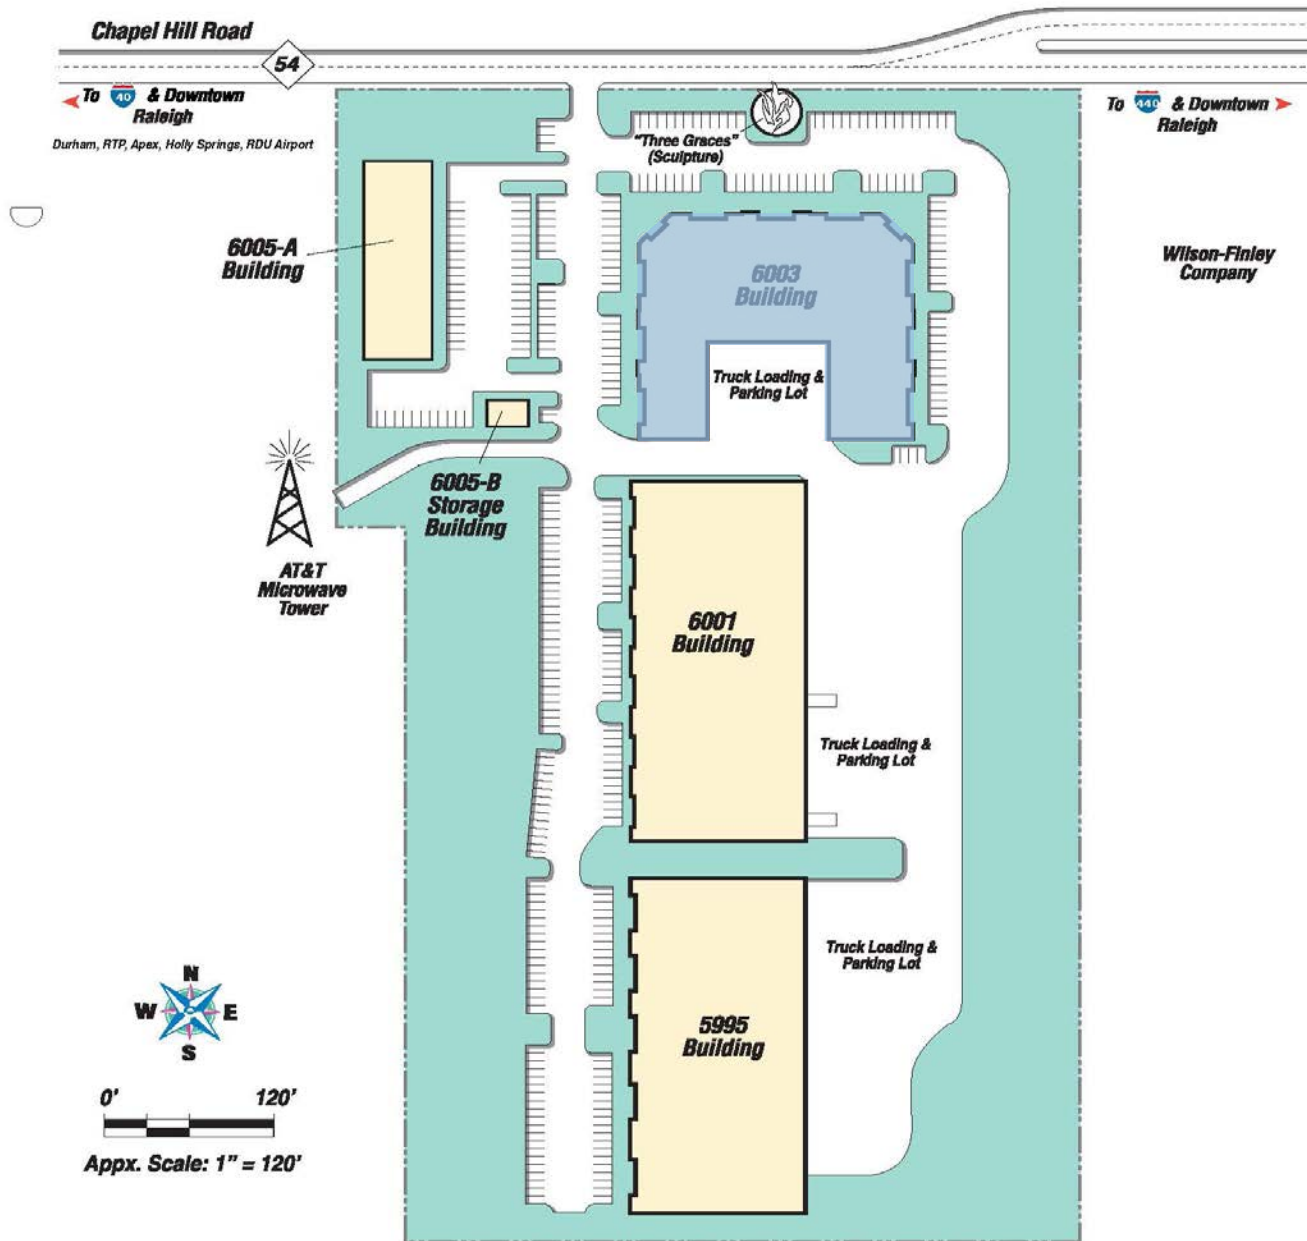 Chapel Hill Road
54
To 40 & Downtown
Raleigh
Durham, RTP, Apex, Holly Springs, RDU Airport
To 440 & Downtown
Raleigh
"Three Graces"
(Sculpture)
6005-A
Building
6003
Building
Wilson-Finley
Company
Truck Loading &
Parking Lot
6005-B
Storage
Building
AT&T
Microwave
Tower
6001
Building
Truck Loading &
Parking Lot
Truck Loading &
Parking Lot
5995
Building
N
W E
S
0' 120'
Appx. Scale: 1" = 120'